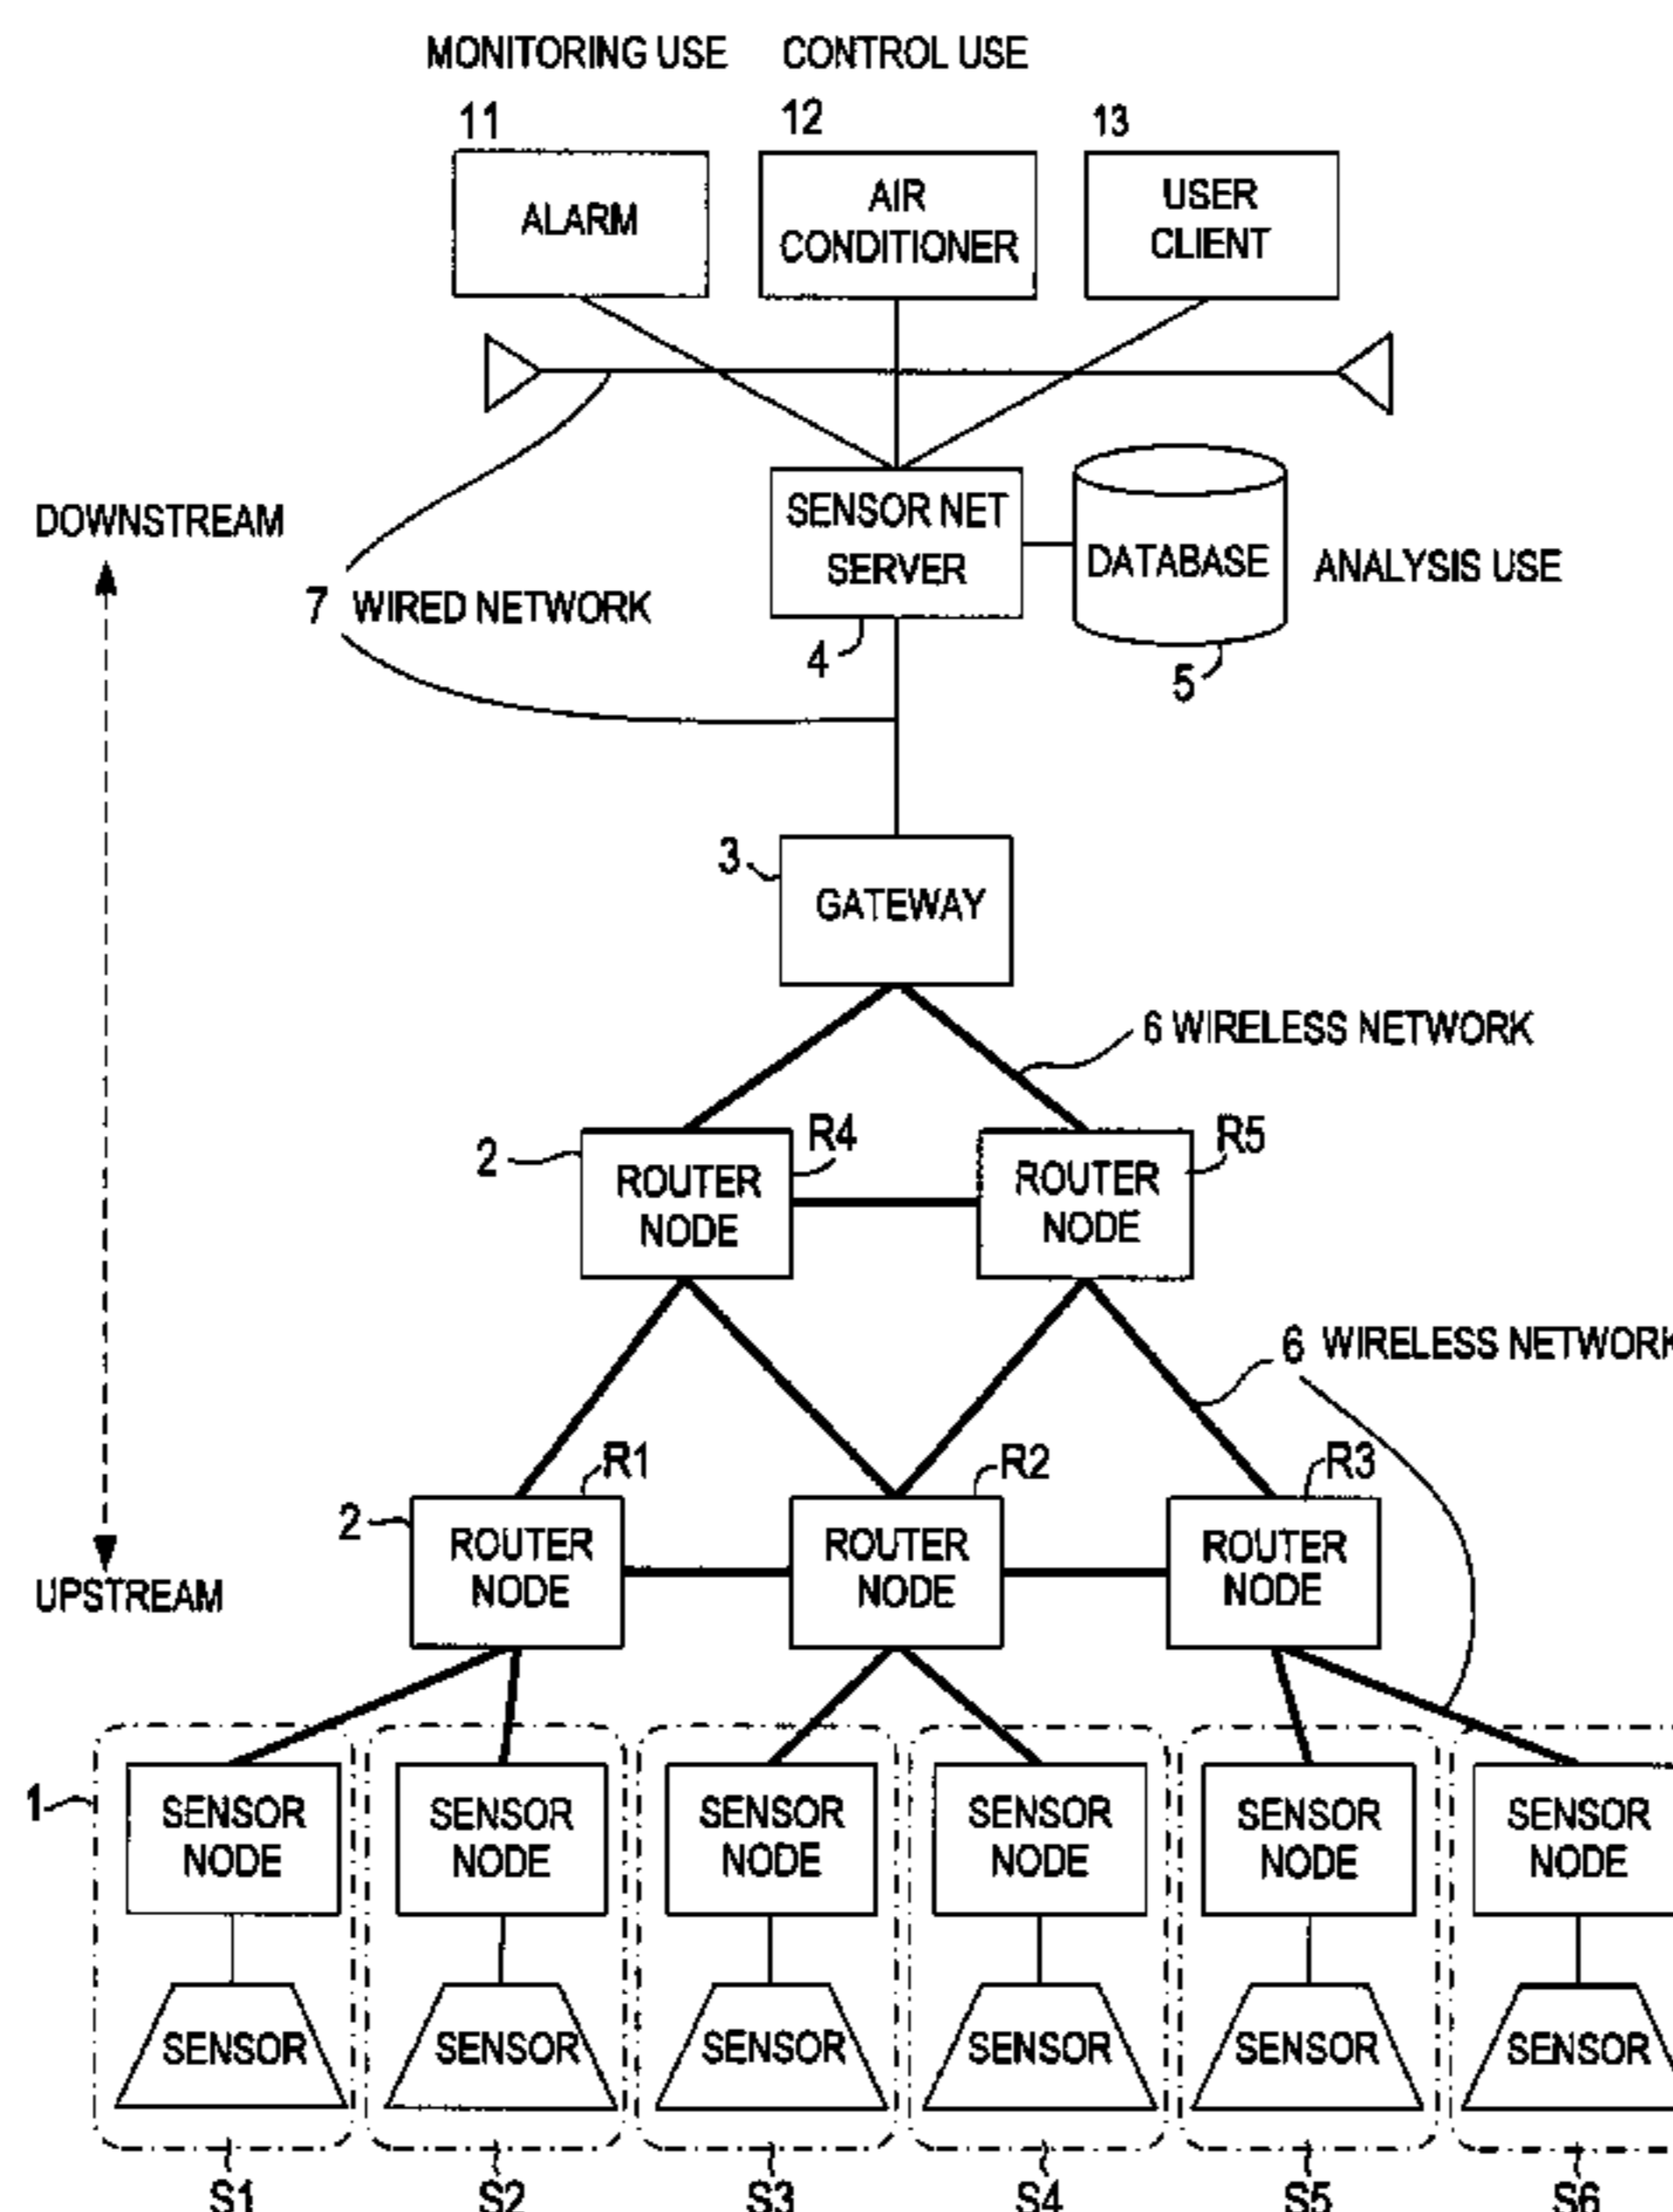 MONITORING USE CONTROL USE
11 12 13
ALARM
AIR
CONDITIONER
USER
CLIENT
DOWNSTREAM
SENSOR NET
SERVER
DATABASE
ANALYSIS USE
7 WIRED NETWORK
4
5
3
GATEWAY
6 WIRELESS NETWORK
2
R4
R5
ROUTER
NODE
ROUTER
NODE
6 WIRELESS NETWORK
R1
R2
R3
2
ROUTER
NODE
ROUTER
NODE
ROUTER
NODE
UPSTREAM
1
SENSOR
NODE
SENSOR
NODE
SENSOR
NODE
SENSOR
NODE
SENSOR
NODE
SENSOR
NODE
SENSOR SENSOR SENSOR SENSOR SENSOR SENSOR
S1 S2 S3 S4 S5 S6